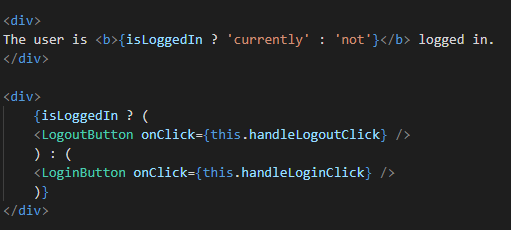 <div>
The user is <b>{isLoggedIn ? 'currently' : 'not'}</b> logged in.
</div>
<div>
{isLoggedIn ? (
<LogoutButton onClick={this.handleLogoutClick} />
) : (
<LoginButton onClick={this.handleLoginClick} />
)}
</div>